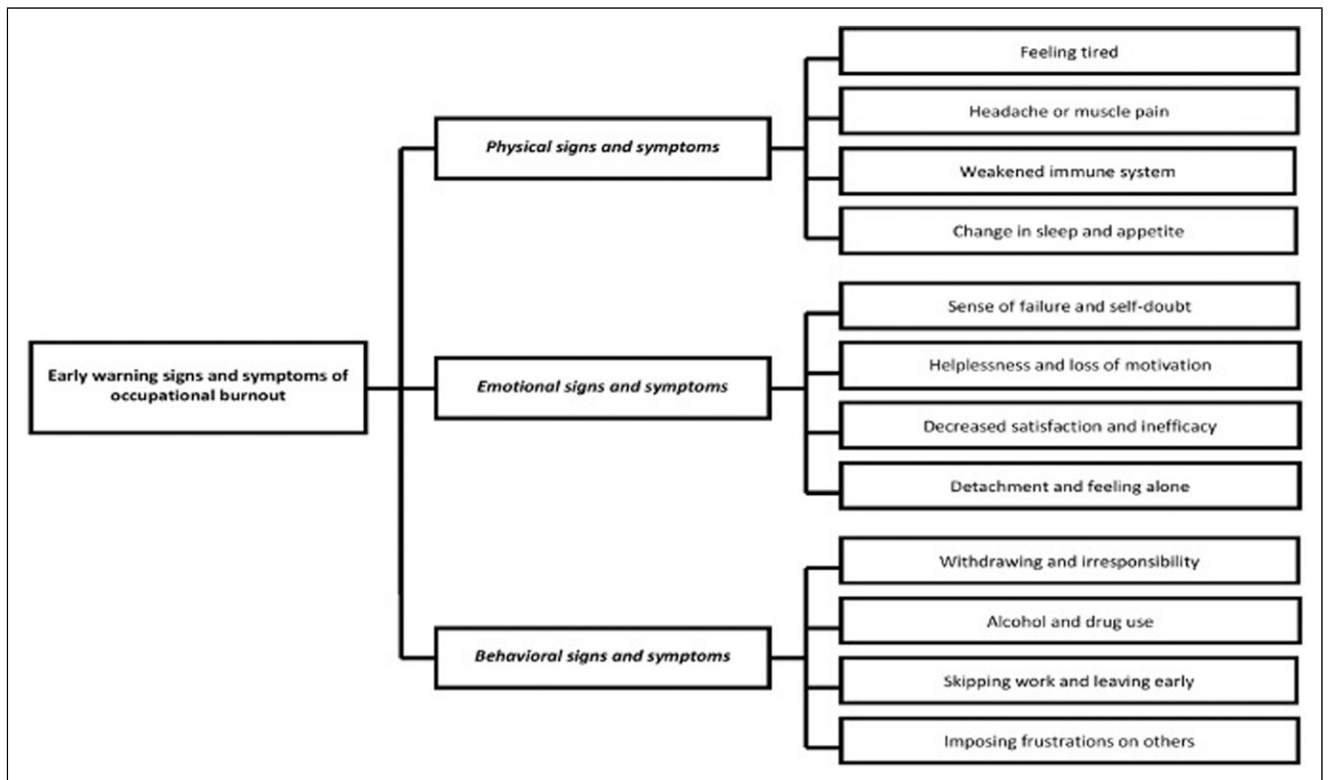 Early warning signs and symptoms of
occupational burnout
Physical signs and symptoms
Feeling tired
Headache or muscle pain
Weakened immune system
Change in sleep and appetite
Emotional signs and symptoms
Sense of failure and self-doubt
Helplessness and loss of motivation
Decreased satisfaction and inefficacy
Detachment and feeling alone
Behavioral signs and symptoms
Withdrawing and irresponsibility
Alcohol and drug use
Skipping work and leaving early
Imposing frustrations on others